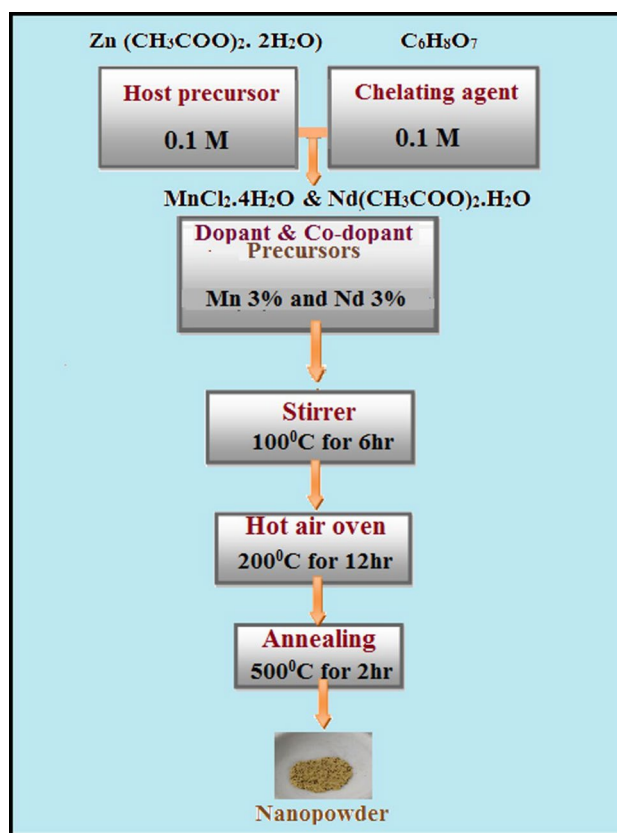 Zn (CH₃COO)₂. 2H₂O) C₆H₈O₇
Host precursor
0.1 M
Chelating agent
0.1 M
MnCl₂.4H₂O & Nd(CH₃COO)₂.H₂O
Dopant & Co-dopant
Precursors
Mn 3% and Nd 3%
Stirrer
100⁰C for 6hr
Hot air oven
200⁰C for 12hr
Annealing
500⁰C for 2hr
Nanopowder